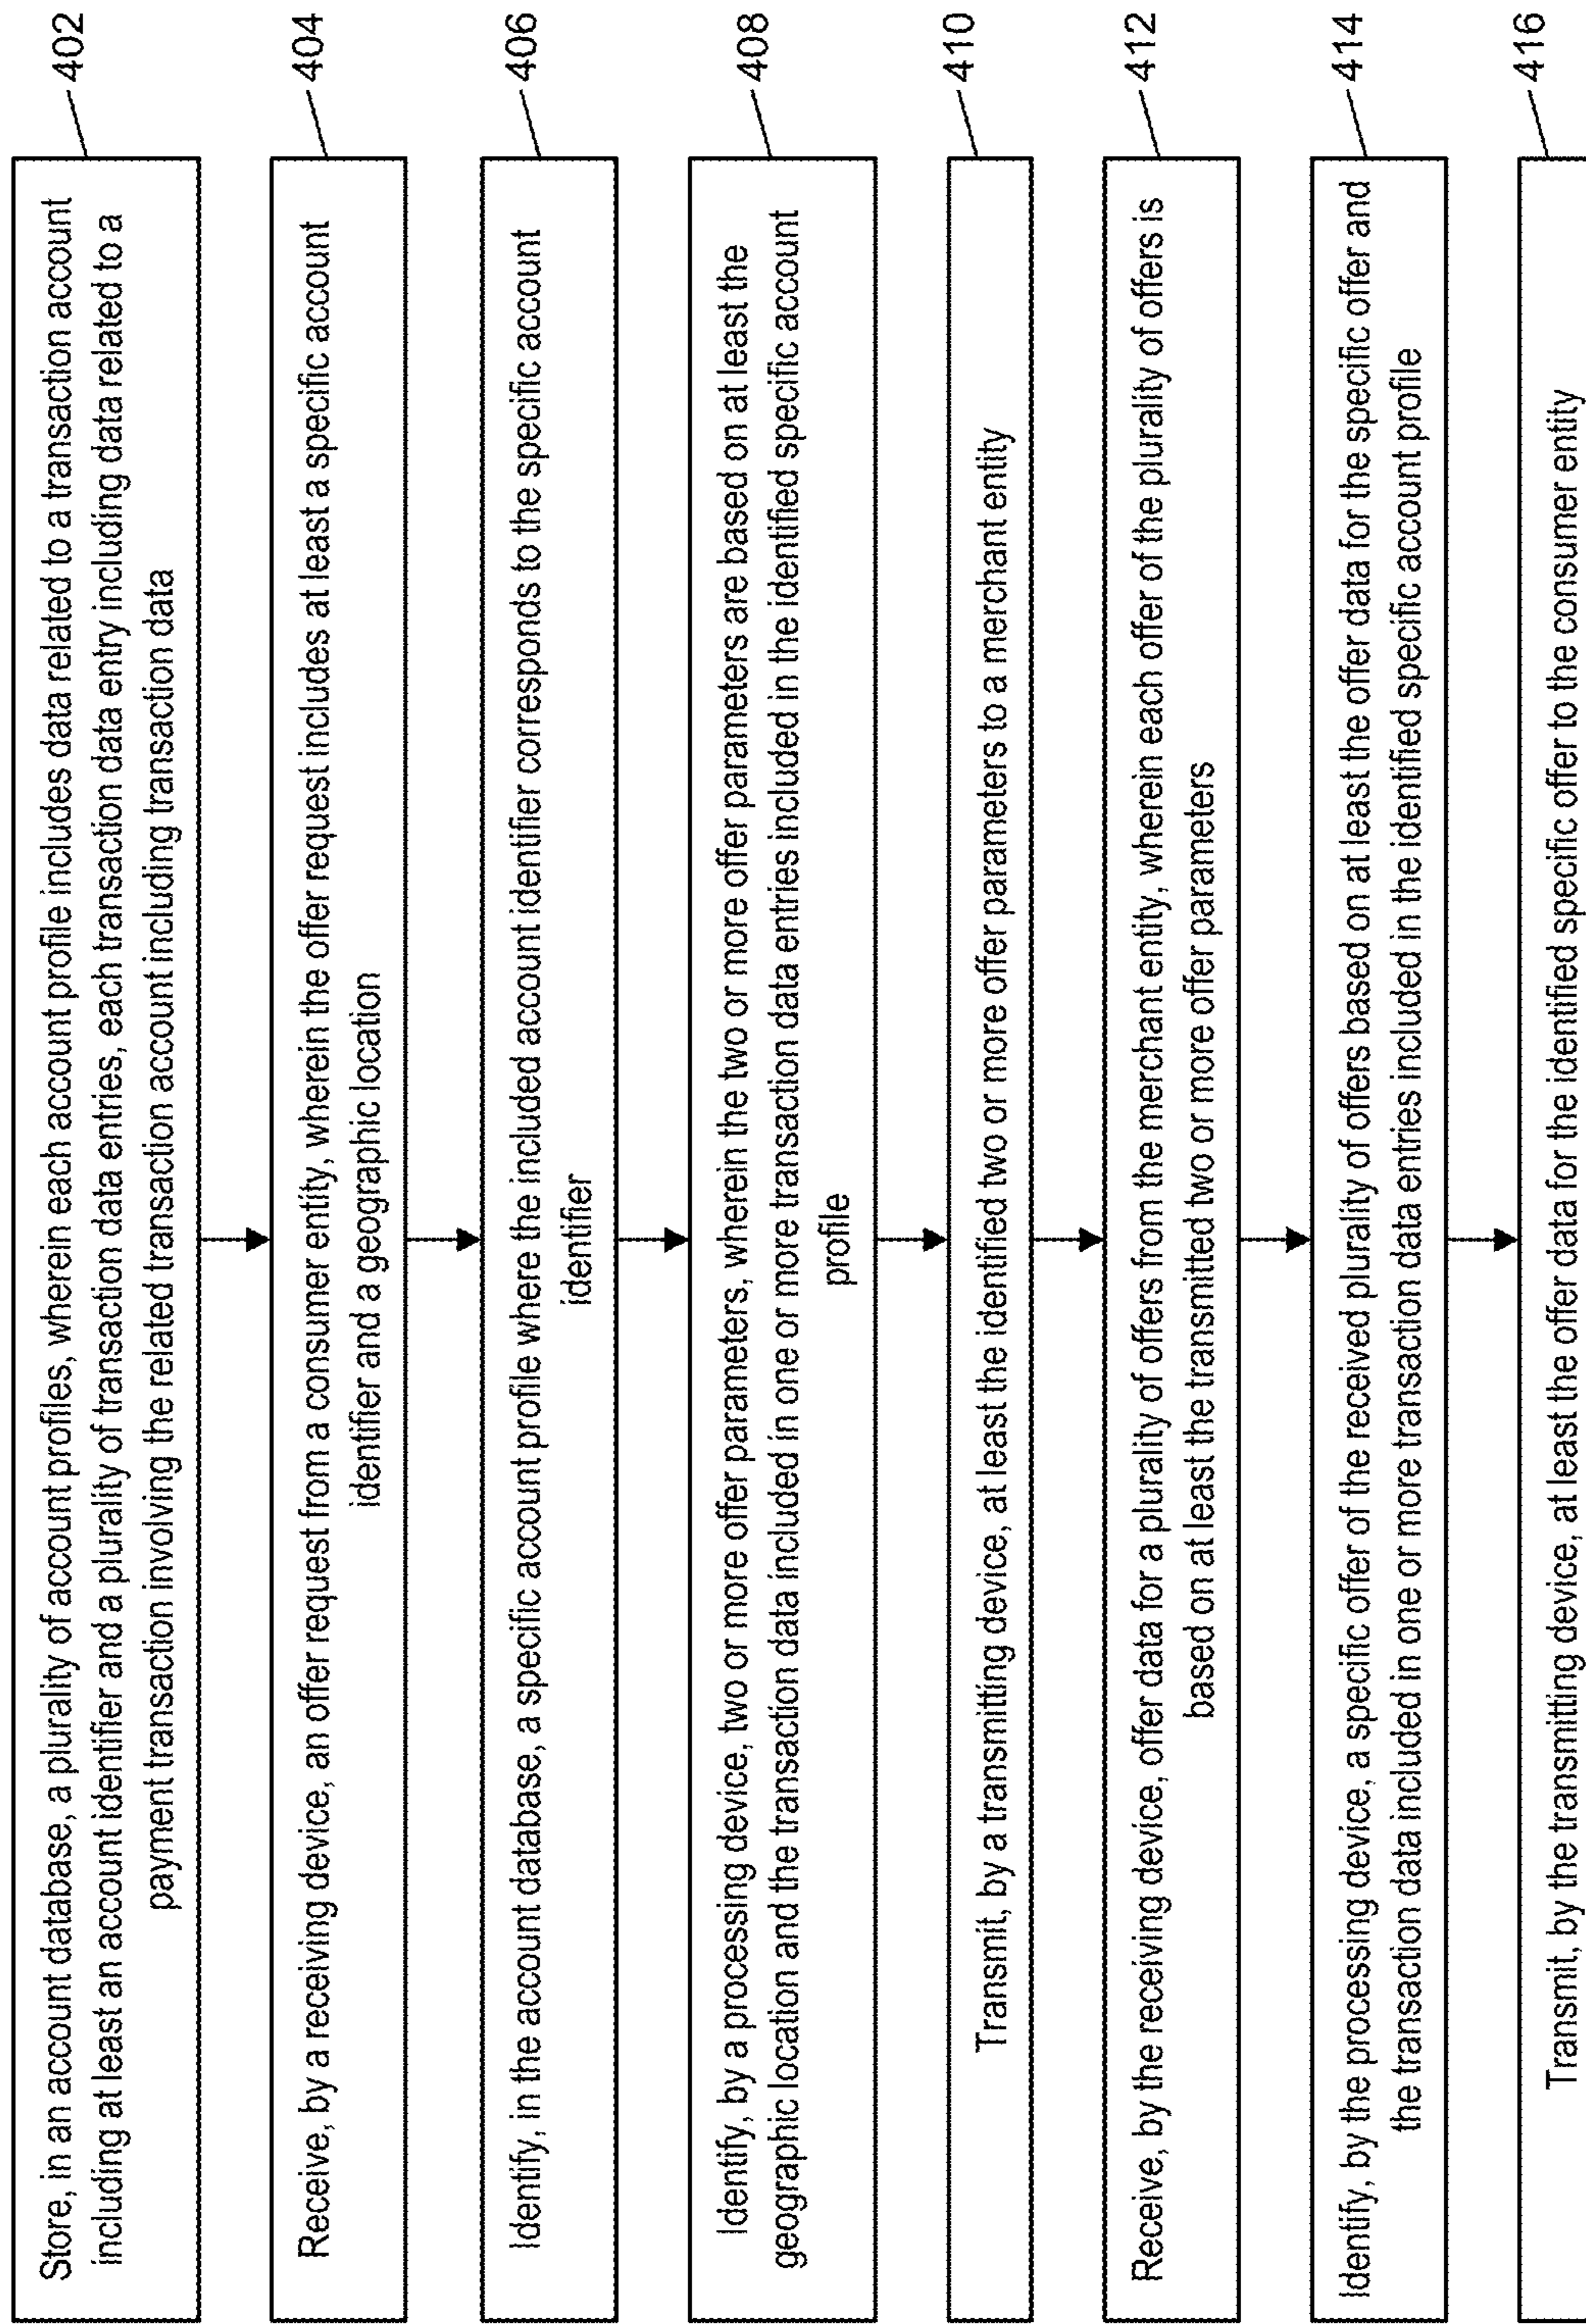 Store, in an account database, a plurality of account profiles, wherein each account profile includes data related to a transaction account
including at least an account identifier and a plurality of transaction data entries, each transaction data entry including data related to a
payment transaction involving the related transaction account including transaction data
402
Receive, by a receiving device, an offer request from a consumer entity, wherein the offer request includes at least a specific account
identifier and a geographic location
404
Identify, in the account database, a specific account profile where the included account identifier corresponds to the specific account
identifier
406
Identify, by a processing device, two or more offer parameters, wherein the two or more offer parameters are based on at least the
geographic location and the transaction data included in one or more transaction data entries included in the identified specific account
profile
408
Transmit, by a transmitting device, at least the identified two or more offer parameters to a merchant entity
410
Receive, by the receiving device, offer data for a plurality of offers from the merchant entity, wherein each offer of the plurality of offers is
based on at least the transmitted two or more offer parameters
412
Identify, by the processing device, a specific offer of the received plurality of offers based on at least the offer data for the specific offer and
the transaction data included in one or more transaction data entries included in the identified specific account profile
414
Transmit, by the transmitting device, at least the offer data for the identified specific offer to the consumer entity
416